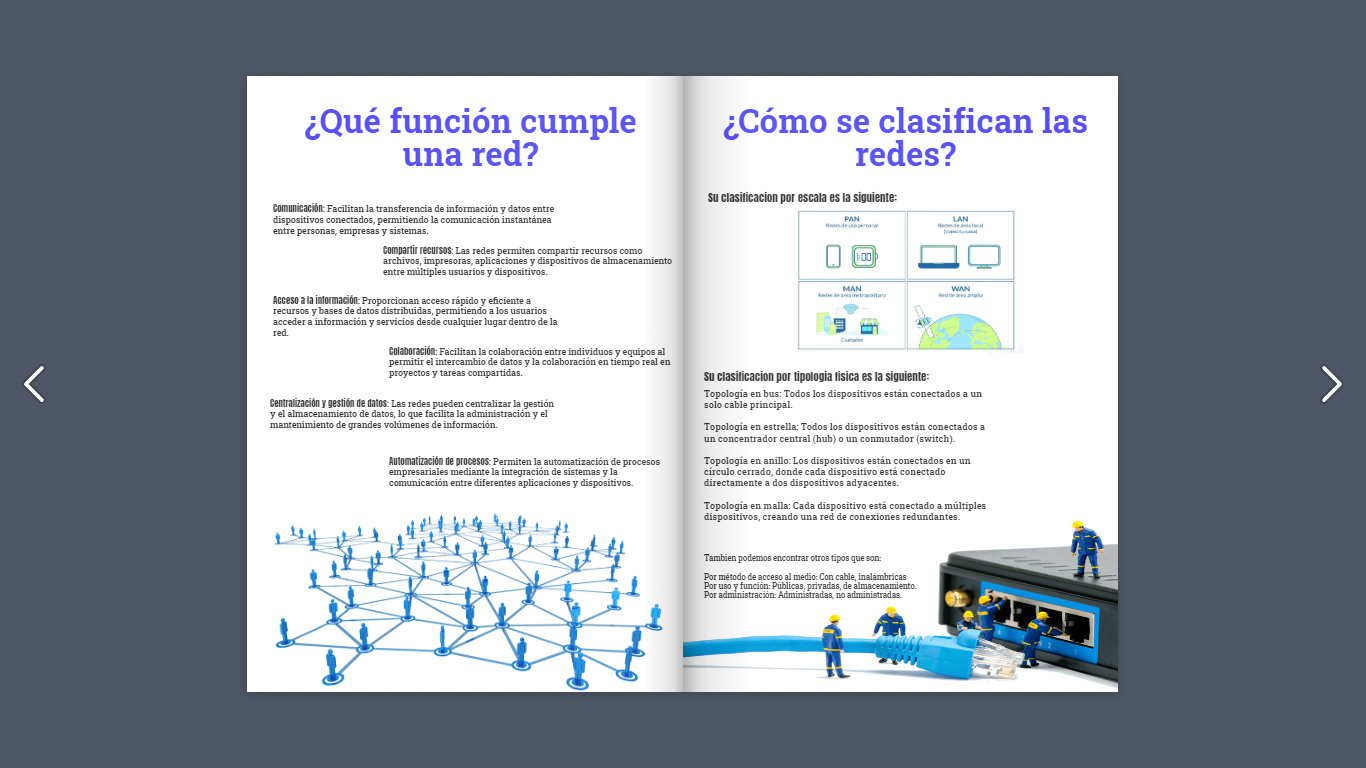 ¿Qué función cumple
una red?
Comunicación: Facilitan la transferencia de información y datos entre
dispositivos conectados, permitiendo la comunicación instantánea
entre personas, empresas y sistemas.
Compartir recursos: Las redes permiten compartir recursos como
archivos, impresoras, aplicaciones y dispositivos de almacenamiento
entre múltiples usuarios y dispositivos.
Acceso a la información: Proporcionan acceso rápido y eficiente a
recursos y bases de datos distribuidas, permitiendo a los usuarios
acceder a información y servicios desde cualquier lugar dentro de la
red.
Colaboración: Facilitan la colaboración entre individuos y equipos al
permitir el intercambio de datos y la colaboración en tiempo real en
proyectos y tareas compartidas.
Centralización y gestión de datos: Las redes pueden centralizar la gestión
y el almacenamiento de datos, lo que facilita la administración y el
mantenimiento de grandes volúmenes de información.
Automatización de procesos: Permiten la automatización de procesos
empresariales mediante la integración de sistemas y la
comunicación entre diferentes aplicaciones y dispositivos.
¿Cómo se clasifican las
redes?
Su clasificacion por escala es la siguiente:
PAN
Redes de uso personal
LAN
Redes de área local
(como tu casa)
MAN
Redes de área metropolitana
Ciudades
WAN
Red de área amplia
Su clasificacion por tipologia fisica es la siguiente:
Topología en bus: Todos los dispositivos están conectados a un
solo cable principal.
Topología en estrella: Todos los dispositivos están conectados a
un concentrador central (hub) o un conmutador (switch).
Topología en anillo: Los dispositivos están conectados en un
círculo cerrado, donde cada dispositivo está conectado
directamente a dos dispositivos adyacentes.
Topología en malla: Cada dispositivo está conectado a múltiples
dispositivos, creando una red de conexiones redundantes.
Tambien podemos encontrar otros tipos que son:
Por método de acceso al medio: Con cable, inalámbricas
Por uso y función: Públicas, privadas, de almacenamiento.
Por administración: Administradas, no administradas.